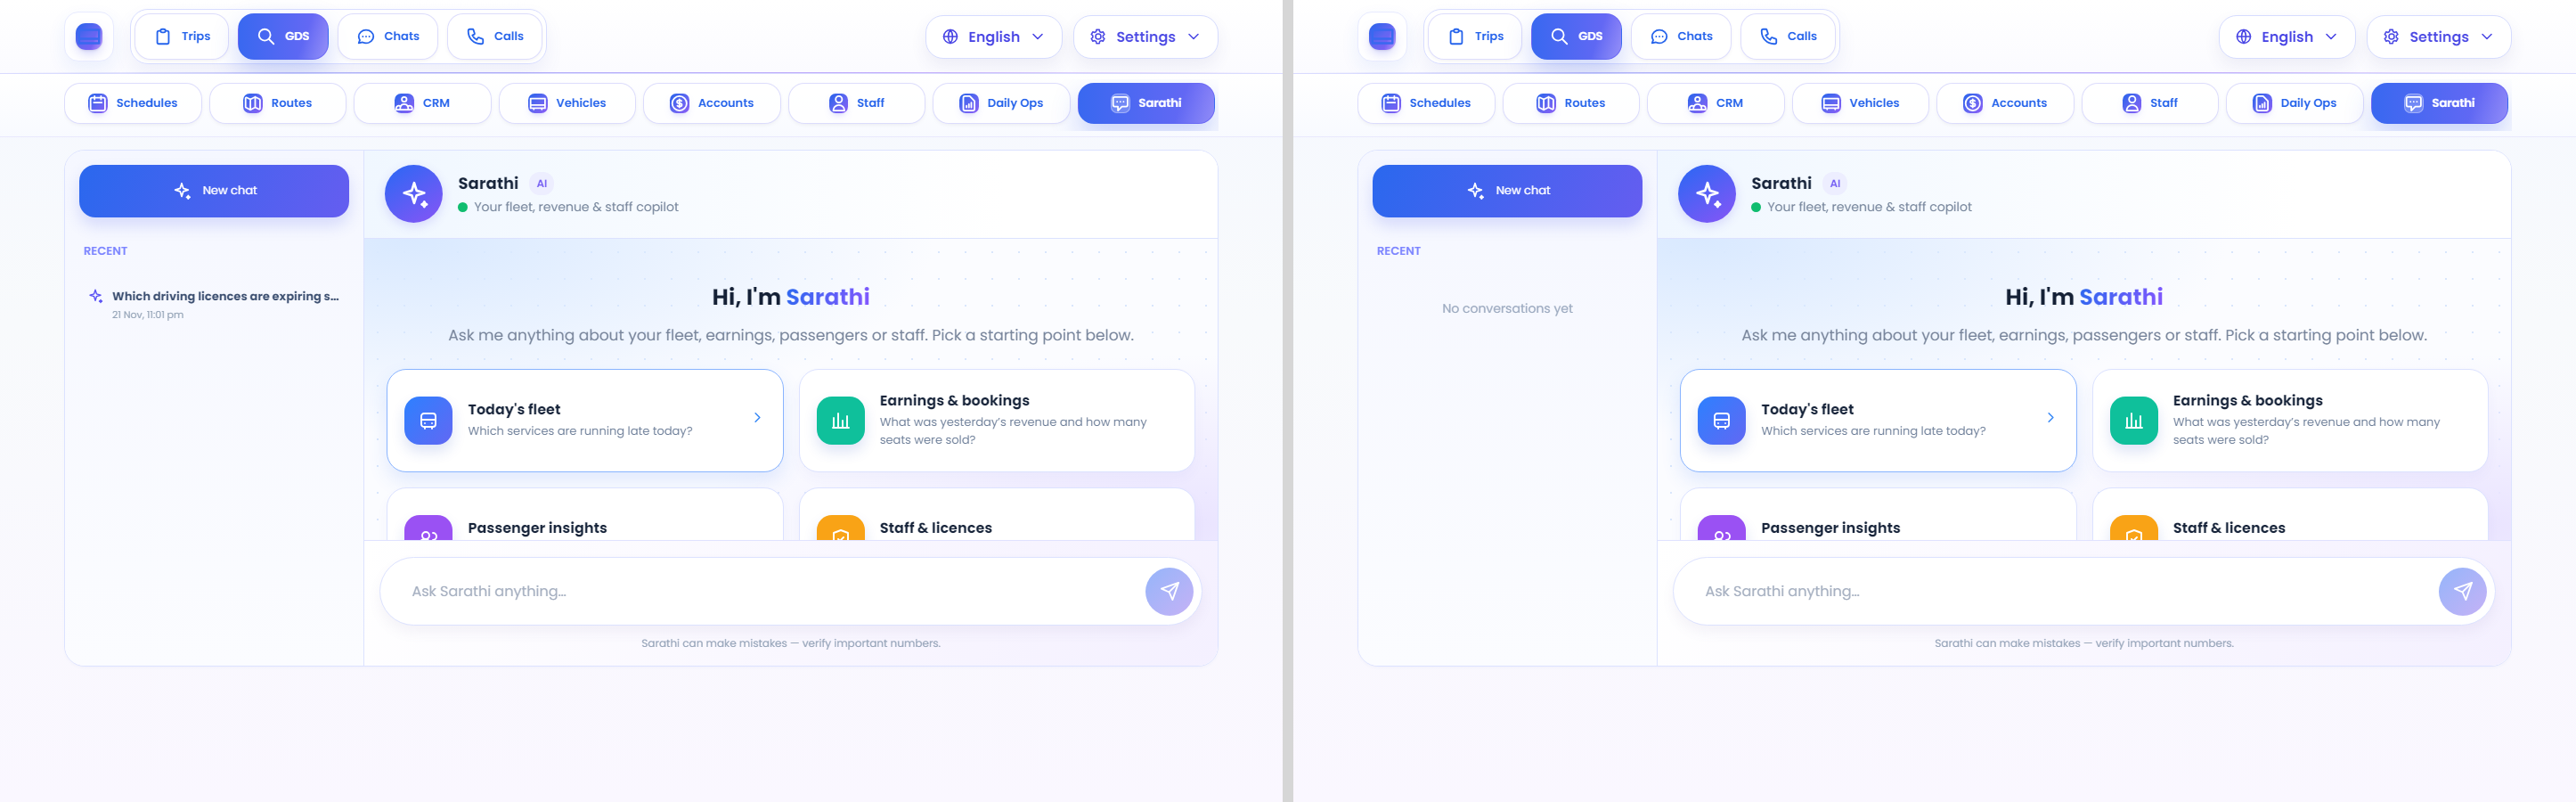 Trips
GDS
Chats
Calls
English
Settings
Schedules
Routes
CRM
Vehicles
Accounts
Staff
Daily Ops
Sarathi
New chat
RECENT
Which driving licences are expiring s...
21 Nov, 11:01 pm
Sarathi AI
Your fleet, revenue & staff copilot
Hi, I'm Sarathi
Ask me anything about your fleet, earnings, passengers or staff. Pick a starting point below.
Today's fleet
Which services are running late today?
Earnings & bookings
What was yesterday's revenue and how many
seats were sold?
Passenger insights
Staff & licences
Ask Sarathi anything...
Sarathi can make mistakes — verify important numbers.
Trips
GDS
Chats
Calls
English
Settings
Schedules
Routes
CRM
Vehicles
Accounts
Staff
Daily Ops
Sarathi
New chat
RECENT
No conversations yet
Sarathi AI
Your fleet, revenue & staff copilot
Hi, I'm Sarathi
Ask me anything about your fleet, earnings, passengers or staff. Pick a starting point below.
Today's fleet
Which services are running late today?
Earnings & bookings
What was yesterday's revenue and how many
seats were sold?
Passenger insights
Staff & licences
Ask Sarathi anything...
Sarathi can make mistakes — verify important numbers.